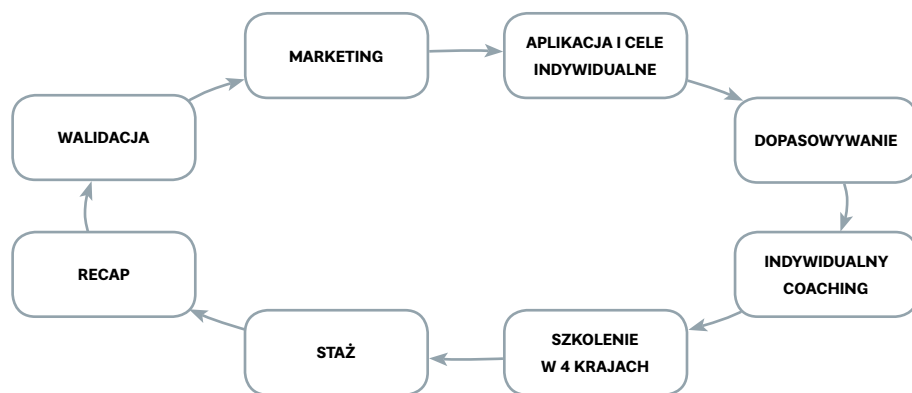 MARKETING
APLIKACJA I CELE
INDYWIDUALNE
DOPASOWYWANIE
INDYWIDUALNY
COACHING
SZKOLENIE
W 4 KRAJACH
STAŻ
RECAP
WALIDACJA